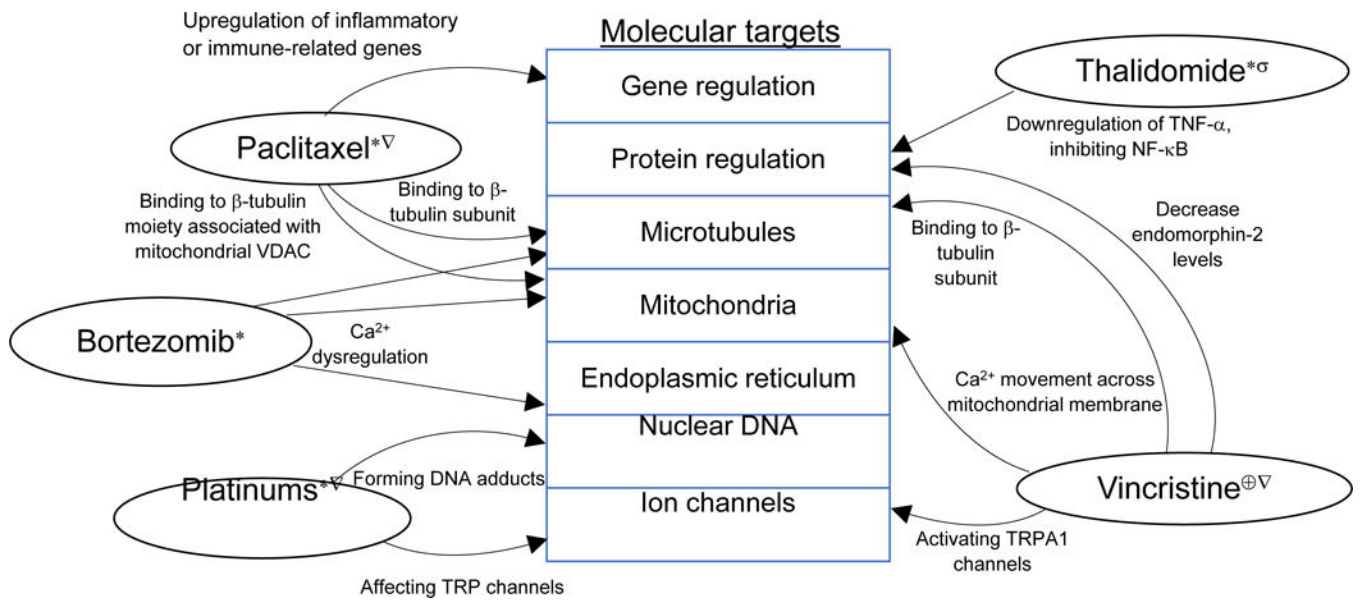 Upregulation of inflammatory
or immune-related genes
Molecular targets
Gene regulation
Protein regulation
Microtubules
Mitochondria
Endoplasmic reticulum
Nuclear DNA
Ion channels
Paclitaxel*∇
Binding to β-tubulin
moiety associated with
mitochondrial VDAC
Binding to β-
tubulin subunit
Bortezomib*
Ca²⁺
dysregulation
Platinums*∇
Forming DNA adducts
Affecting TRP channels
Thalidomide*σ
Downregulation of TNF-α,
inhibiting NF-κB
Decrease
endomorphin-2
levels
Binding to β-
tubulin
subunit
Ca²⁺ movement across
mitochondrial membrane
Vincristine⊕∇
Activating TRPA1
channels